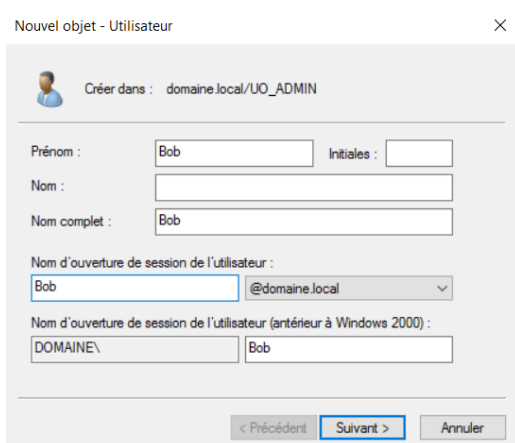 Nouvel objet - Utilisateur
Créer dans : domaine.local/UO_ADMIN
Prénom : Bob Initiales :
Nom :
Nom complet : Bob
Nom d'ouverture de session de l'utilisateur :
Bob @domaine.local
Nom d'ouverture de session de l'utilisateur (antérieur à Windows 2000) :
DOMAINE\ Bob
< Précédent Suivant > Annuler